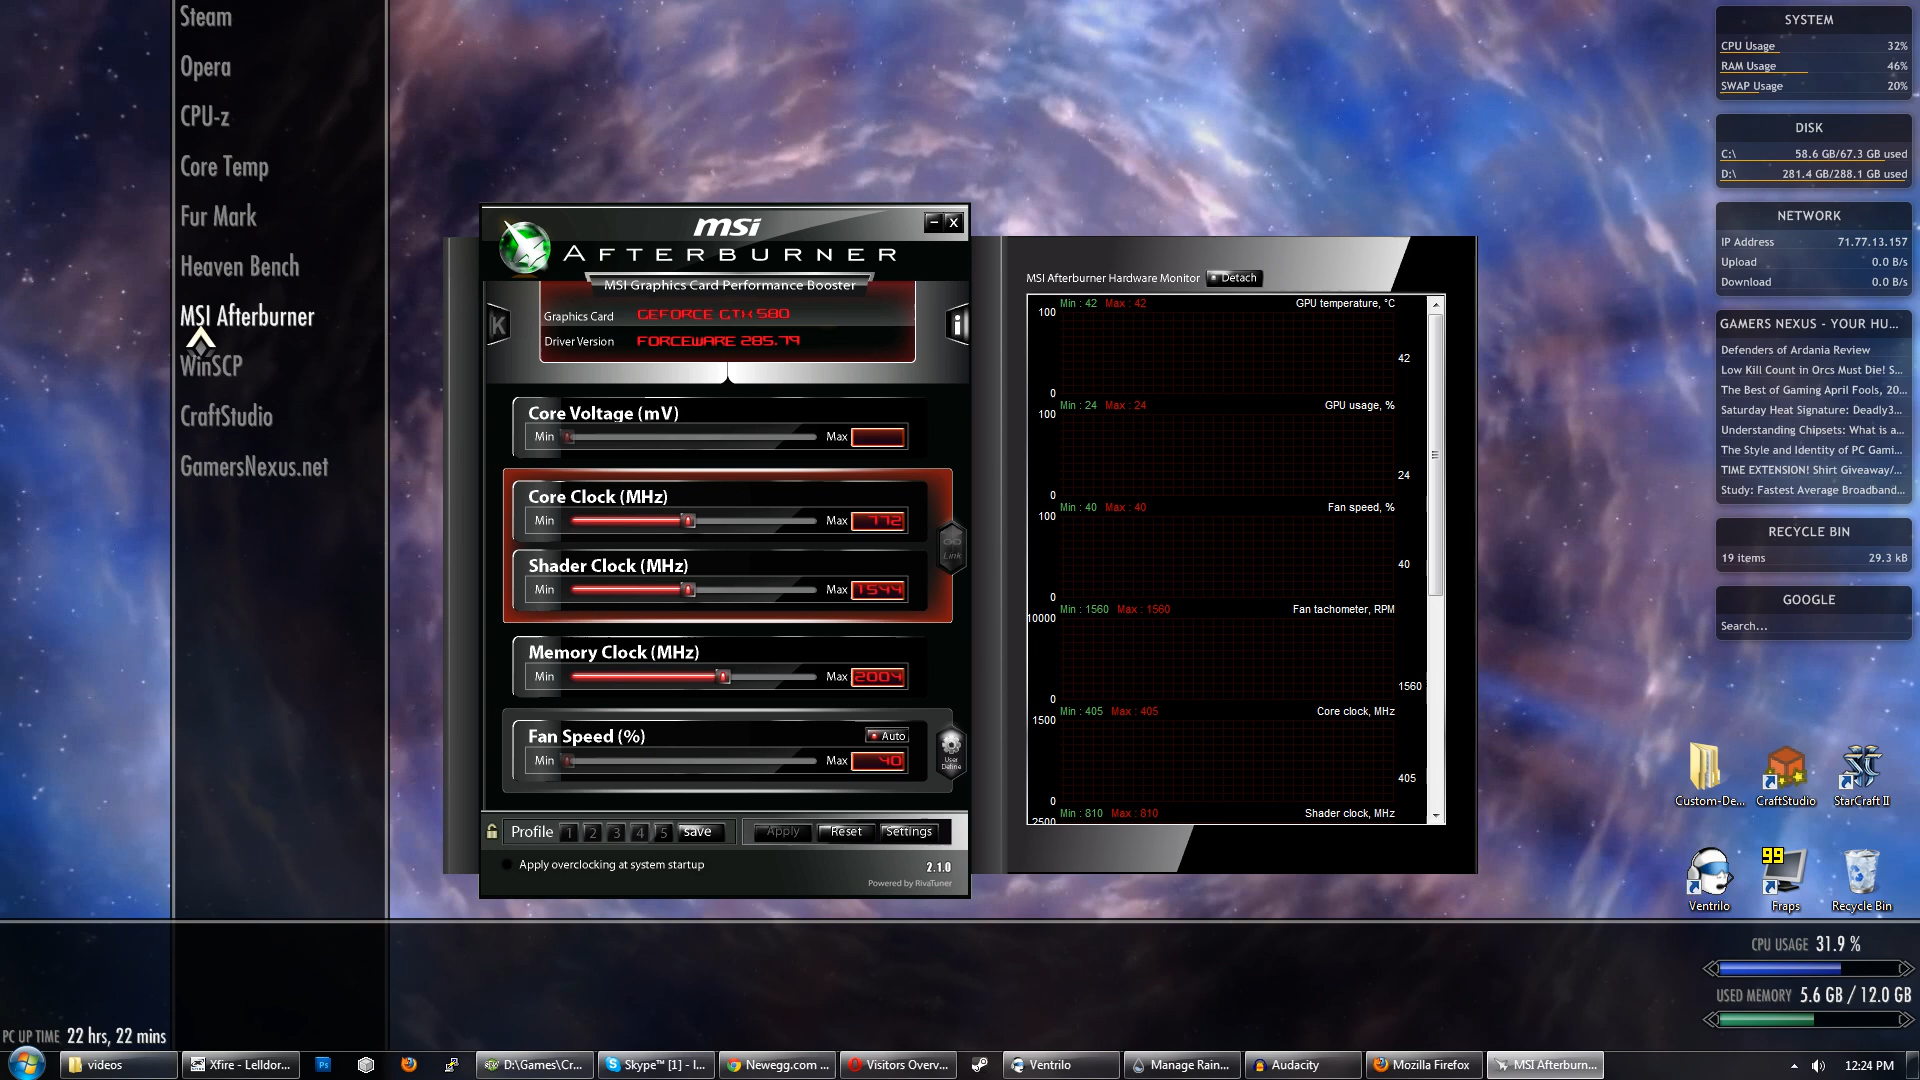 Steam
Opera
CPU-z
Core Temp
Fur Mark
Heaven Bench
MSI Afterburner
WinSCP
CraftStudio
GamersNexus.net
msi
AFTERBURNER
MSI Graphics Card Performance Booster
K
i
Graphics Card GEFORCE GTX 580
Driver Version FORCEWARE 285.79
Core Voltage (mV)
Min Max
Core Clock (MHz)
Min Max 772
Link
Shader Clock (MHz)
Min Max 1544
Memory Clock (MHz)
Min Max 2004
Fan Speed (%)
Auto
Min Max 40
User Define
Profile 1 2 3 4 5 save
Apply Reset Settings
Apply overclocking at system startup
2.1.0
Powered by RivaTuner
MSI Afterburner Hardware Monitor Detach
Min : 42 Max : 42 GPU temperature, °C
100
42
0
Min : 24 Max : 24 GPU usage, %
100
24
0
Min : 40 Max : 40 Fan speed, %
100
40
0
Min : 1560 Max : 1560 Fan tachometer, RPM
10000
1560
0
Min : 405 Max : 405 Core clock, MHz
1500
405
0
Min : 810 Max : 810 Shader clock, MHz
2500
SYSTEM
CPU Usage 32%
RAM Usage 46%
SWAP Usage 20%
DISK
C:\ 58.6 GB/67.3 GB used
D:\ 281.4 GB/288.1 GB used
NETWORK
IP Address 71.77.13.157
Upload 0.0 B/s
Download 0.0 B/s
GAMERS NEXUS - YOUR HU...
Defenders of Ardania Review
Low Kill Count in Orcs Must Die! S...
The Best of Gaming April Fools, 20...
Saturday Heat Signature: Deadly3...
Understanding Chipsets: What is a...
The Style and Identity of PC Gami...
TIME EXTENSION! Shirt Giveaway/...
Study: Fastest Average Broadband...
RECYCLE BIN
19 items 29.3 kB
GOOGLE
Search...
Custom-De...
CraftStudio
StarCraft II
99
Ventrilo
Fraps
Recycle Bin
CPU USAGE 31.9 %
USED MEMORY 5.6 GB / 12.0 GB
PC UP TIME 22 hrs, 22 mins
videos
Xfire - Lelldor...
Ps
D:\Games\Cr...
Skype™ [1] - l...
Newegg.com ...
Visitors Overv...
Ventrilo
Manage Rain...
Audacity
Mozilla Firefox
MSI Afterburn...
12:24 PM